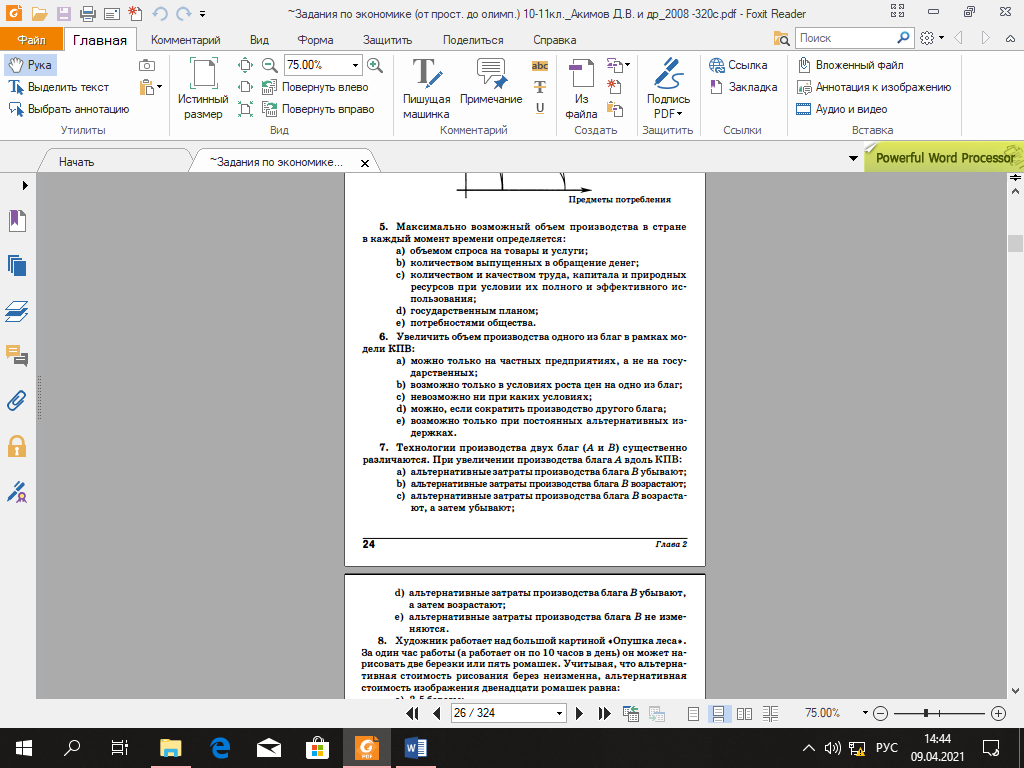 ~Задания по экономике (от прост. до олимп.) 10-11кл._Акимов Д.В. и др_2008 -320с.pdf - Foxit Reader
Файл Главная Комментарий Вид Форма Защитить Поделиться Справка Поиск
Рука
Выделить текст
Выбрать аннотацию
Утилиты
Истинный размер
75.00%
Повернуть влево
Повернуть вправо
Вид
Пишущая машинка
Примечание
abc
T
U
Комментарий
Из файла
Создать
Подпись PDF
Защитить
Ссылка
Закладка
Ссылки
Вложенный файл
Аннотация к изображению
Аудио и видео
Вставка
Начать
~Задания по экономике...
Powerful Word Processor
Предметы потребления
5. Максимально возможный объем производства в стране
в каждый момент времени определяется:
a) объемом спроса на товары и услуги;
b) количеством выпущенных в обращение денег;
c) количеством и качеством труда, капитала и природных
ресурсов при условии их полного и эффективного ис-
пользования;
d) государственным планом;
e) потребностями общества.
6. Увеличить объем производства одного из благ в рамках мо-
дели КПВ:
a) можно только на частных предприятиях, а не на госу-
дарственных;
b) возможно только в условиях роста цен на одно из благ;
c) невозможно ни при каких условиях;
d) можно, если сократить производство другого блага;
e) возможно только при постоянных альтернативных из-
держках.
7. Технологии производства двух благ (A и B) существенно
различаются. При увеличении производства блага A вдоль КПВ:
a) альтернативные затраты производства блага B убывают;
b) альтернативные затраты производства блага B возрастают;
c) альтернативные затраты производства блага B возраста-
ют, а затем убывают;
24 Глава 2
d) альтернативные затраты производства блага B убывают,
а затем возрастают;
e) альтернативные затраты производства блага B не изме-
няются.
8. Художник работает над большой картиной «Опушка леса».
За один час работы (а работает он по 10 часов в день) он может на-
рисовать две березки или пять ромашек. Учитывая, что альтерна-
тивная стоимость рисования берез неизменна, альтернативная
стоимость изображения двенадцати ромашек равна:
26 / 324
75.00%
РУС
14:44
09.04.2021